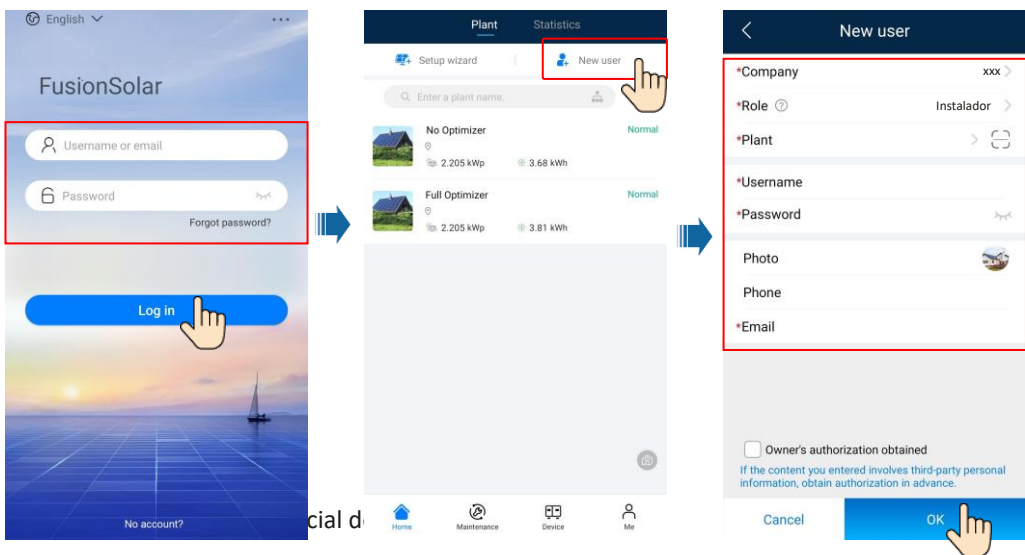 English
...
FusionSolar
Username or email
Password
Forgot password?
Log in
No account?
cial d
Plant Statistics
Setup wizard New user
Enter a plant name.
No Optimizer Normal
2.205 kWp 3.68 kWh
Full Optimizer Normal
2.205 kWp 3.81 kWh
Home Maintenance Device Me
New user
*Company xxx
*Role Instalador
*Plant
*Username
*Password
Photo
Phone
*Email
Owner's authorization obtained
If the content you entered involves third-party personal
information, obtain authorization in advance.
Cancel OK